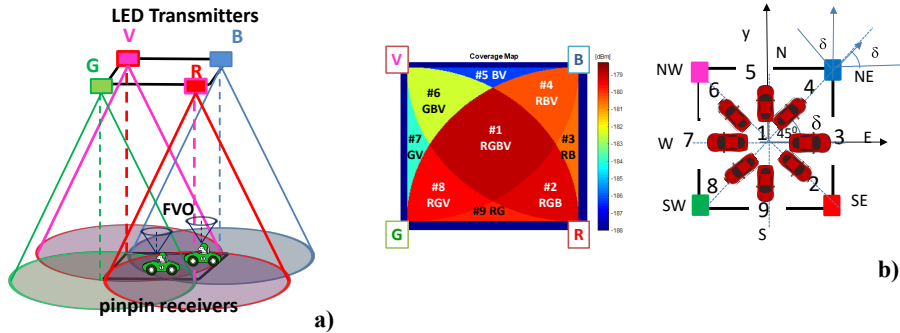 LED Transmitters
V
B
G
R
FVO
pinpin receivers
a)
Coverage Map
[dBm]
V
B
#5 BV
#6
GBV
#4
RBV
#1
RGBV
#7
GV
#3
RB
#8
RGV
#2
RGB
#9 RG
G
R
-179
-180
-181
-182
-183
-184
-185
-186
-187
-188
y
N
δ
δ
NW
5
NE
6
4
1
δ
W
7
45⁰
3
E
8
2
SW
9
SE
S
b)